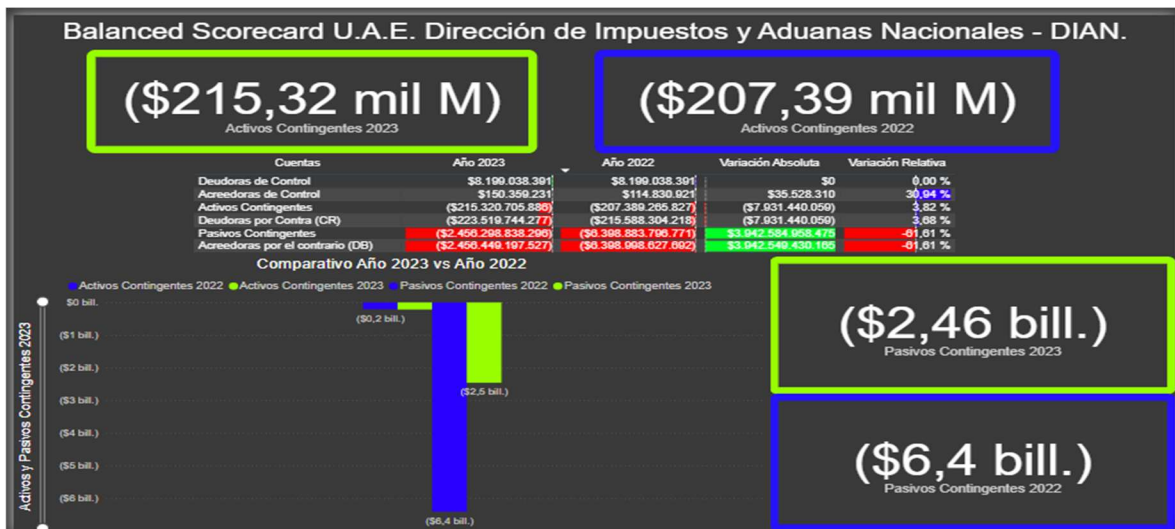 Balanced Scorecard U.A.E. Dirección de Impuestos y Aduanas Nacionales - DIAN.
($215,32 mil M)
Activos Contingentes 2023
($207,39 mil M)
Activos Contingentes 2022
Cuentas Año 2023 Año 2022 Variación Absoluta Variación Relativa
Deudoras de Control $8.199.038.391 $8.199.038.391 $0 0,00 %
Acreedoras de Control $150.359.231 $114.830.921 $35.528.310 30,94 %
Activos Contingentes ($215.320.705.886) ($207.389.265.827) ($7.931.440.059) 3,82 %
Deudoras por Contra (CR) ($223.519.744.277) ($215.588.304.218) ($7.931.440.059) 3,68 %
Pasivos Contingentes ($2.456.298.838.296) ($6.398.883.796.771) $3.942.584.958.475 -61,61 %
Acreedoras por el contrario (DB) ($2.456.449.197.527) ($6.398.998.627.692) $3.942.549.430.165 -61,61 %
Comparativo Año 2023 vs Año 2022
Activos Contingentes 2022 Activos Contingentes 2023 Pasivos Contingentes 2022 Pasivos Contingentes 2023
Activos y Pasivos Contingentes 2023
$0 bill.
($1 bill.)
($2 bill.)
($3 bill.)
($4 bill.)
($5 bill.)
($6 bill.)
($0,2 bill.)
($2,5 bill.)
($6,4 bill.)
($2,46 bill.)
Pasivos Contingentes 2023
($6,4 bill.)
Pasivos Contingentes 2022